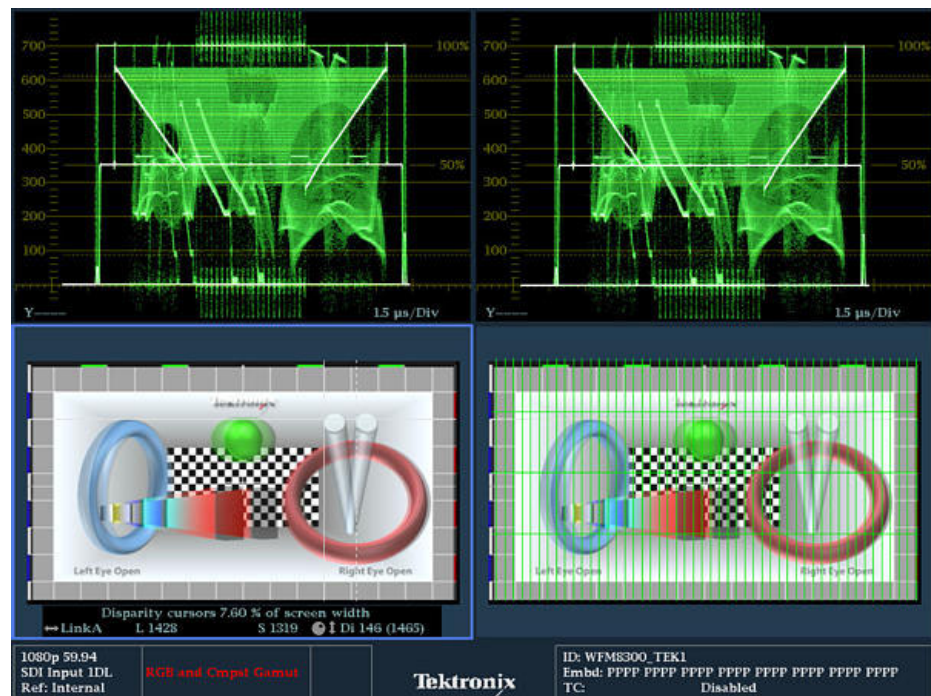 700
100%
600
500
400
50%
300
200
100
Y----
1.5 µs/Div
700
100%
600
500
400
50%
300
200
100
Y----
1.5 µs/Div
Left Eye Open
Right Eye Open
Left Eye Open
Right Eye Open
Disparity cursors 7.60 % of screen width
LinkA L 1428 S 1319 Di 146 (1465)
1080p 59.94
SDI Input 1DL
Ref: Internal
RGB and Cmpst Gamut
Tektronix
ID: WFM8300_TEK1
Embd: PPPP PPPP PPPP PPPP PPPP PPPP PPPP PPPP
TC: Disabled